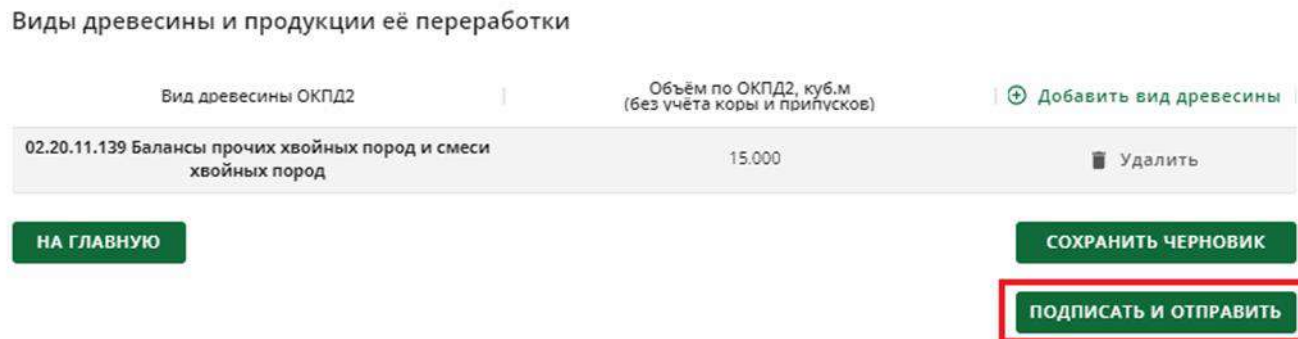 Виды древесины и продукции её переработки
Вид древесины ОКПД2
Объём по ОКПД2, куб.м
(без учёта коры и припусков)
Добавить вид древесины
02.20.11.139 Балансы прочих хвойных пород и смеси
хвойных пород
15.000
Удалить
НА ГЛАВНУЮ
СОХРАНИТЬ ЧЕРНОВИК
ПОДПИСАТЬ И ОТПРАВИТЬ